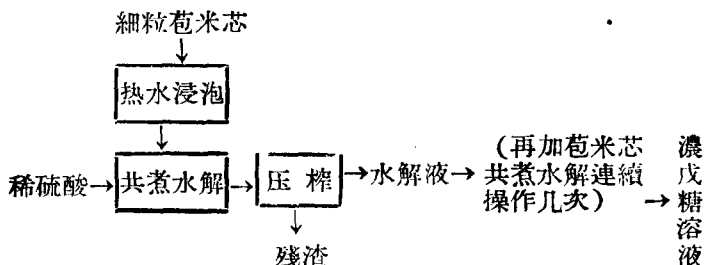 細粒苞米芯
热水浸泡
稀硫酸
共煮水解
压榨
水解液
(再加苞米芯
共煮水解連續
操作几次)
濃戊糖溶液
殘渣